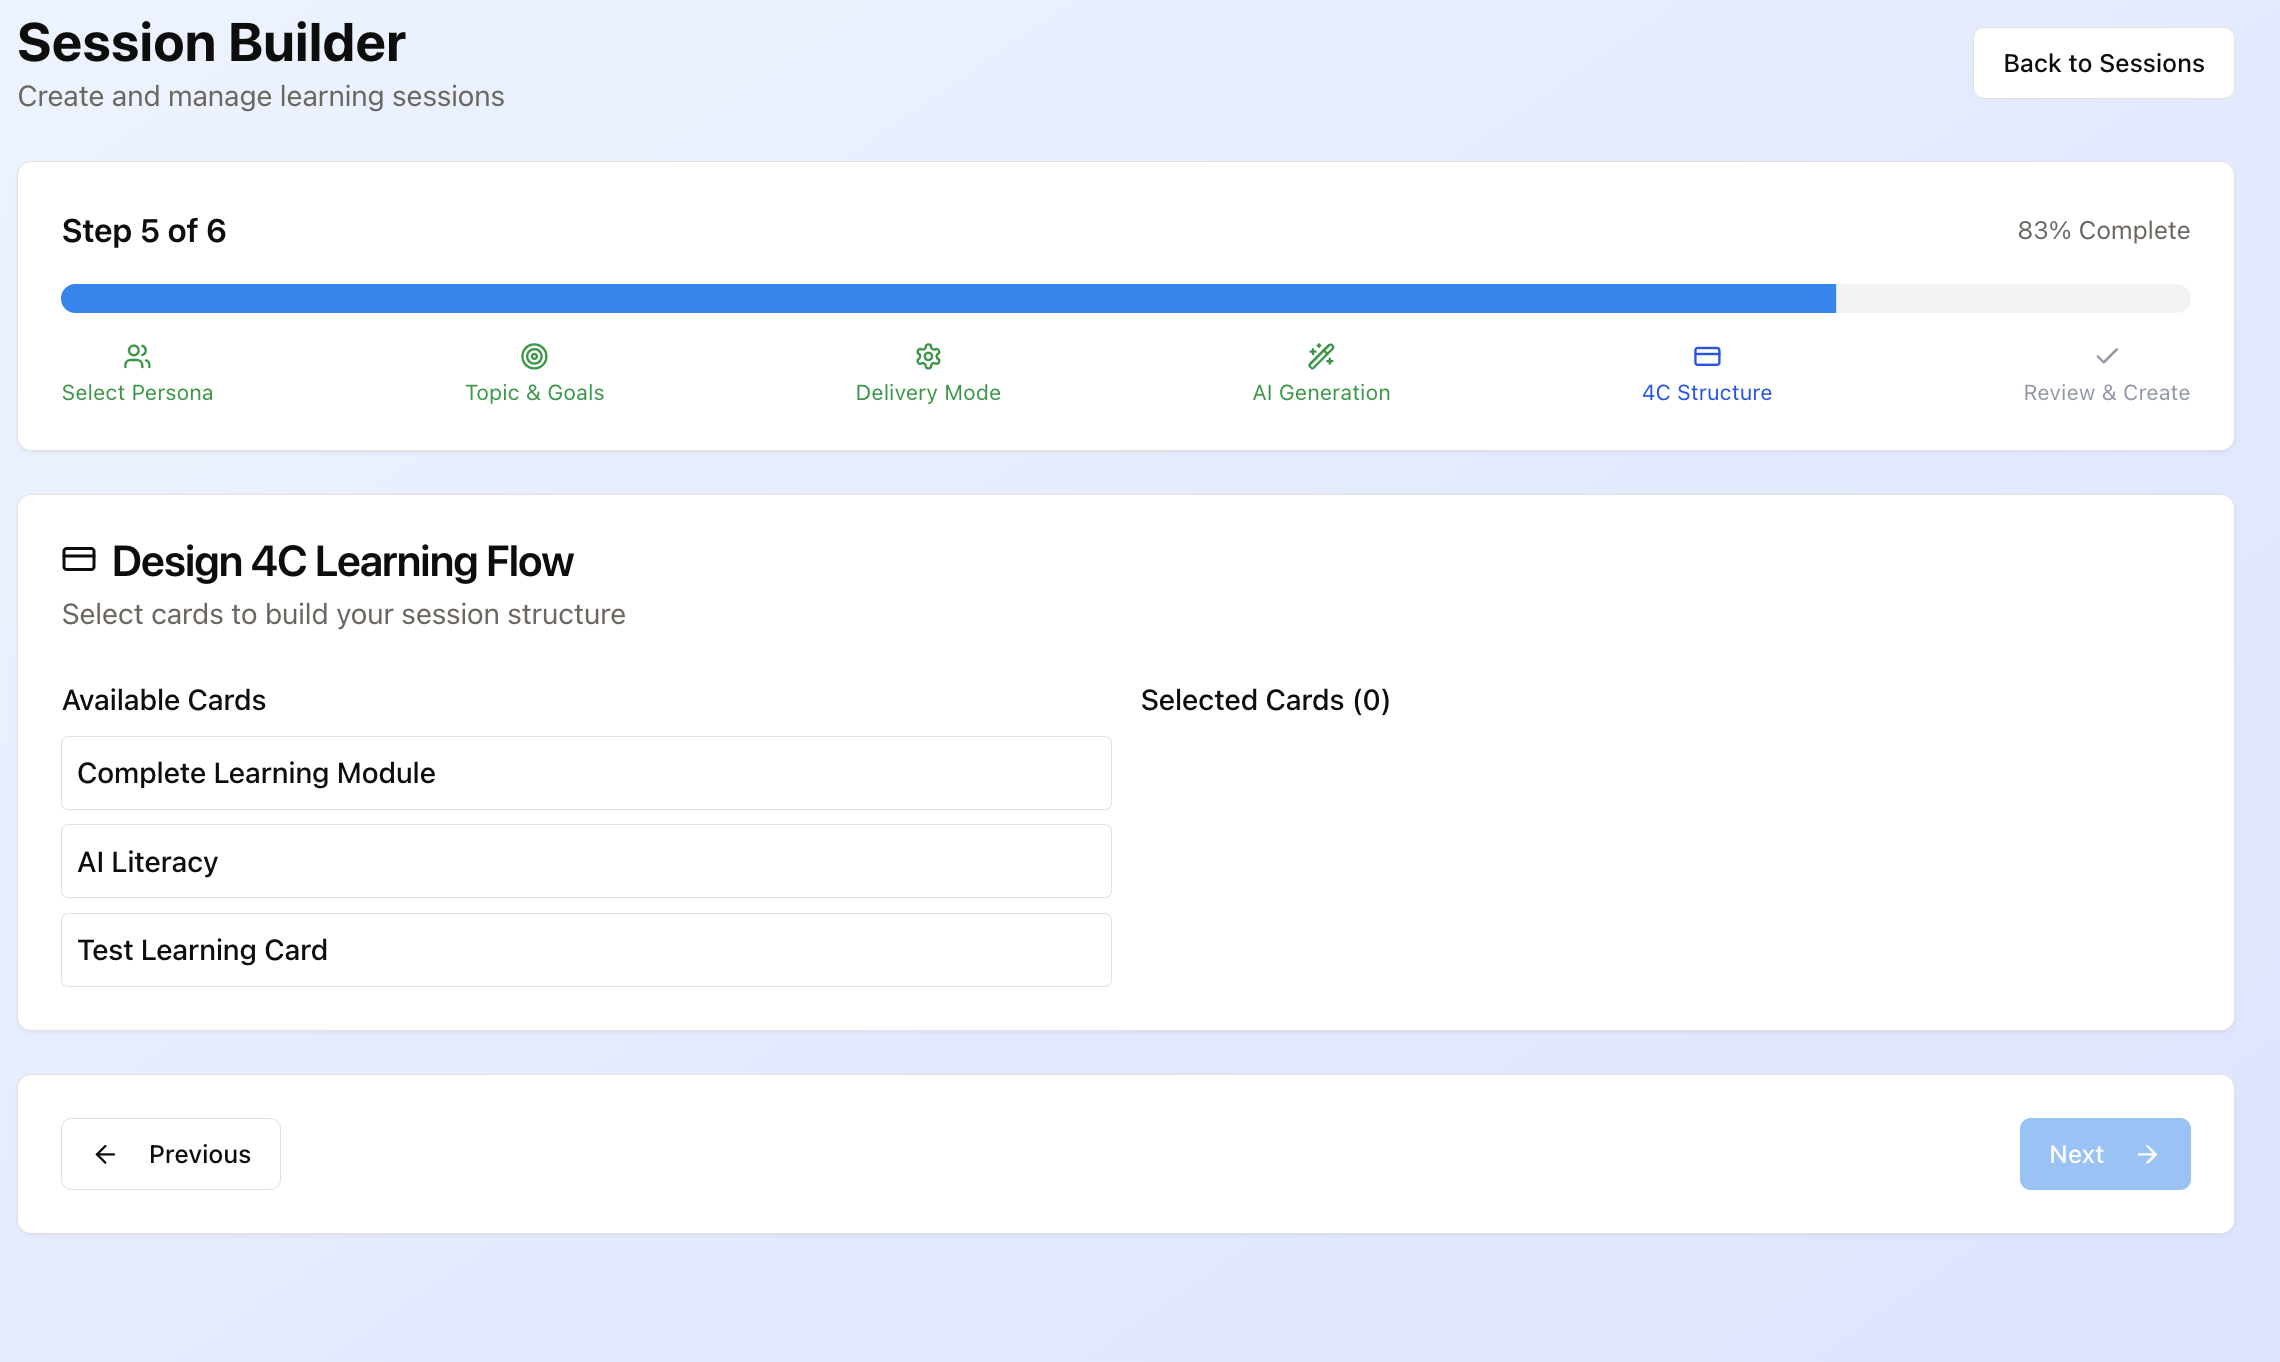 Session Builder
Create and manage learning sessions
Back to Sessions
Step 5 of 6
83% Complete
Select Persona
Topic & Goals
Delivery Mode
AI Generation
4C Structure
Review & Create
Design 4C Learning Flow
Select cards to build your session structure
Available Cards
Complete Learning Module
AI Literacy
Test Learning Card
Selected Cards (0)
Previous
Next